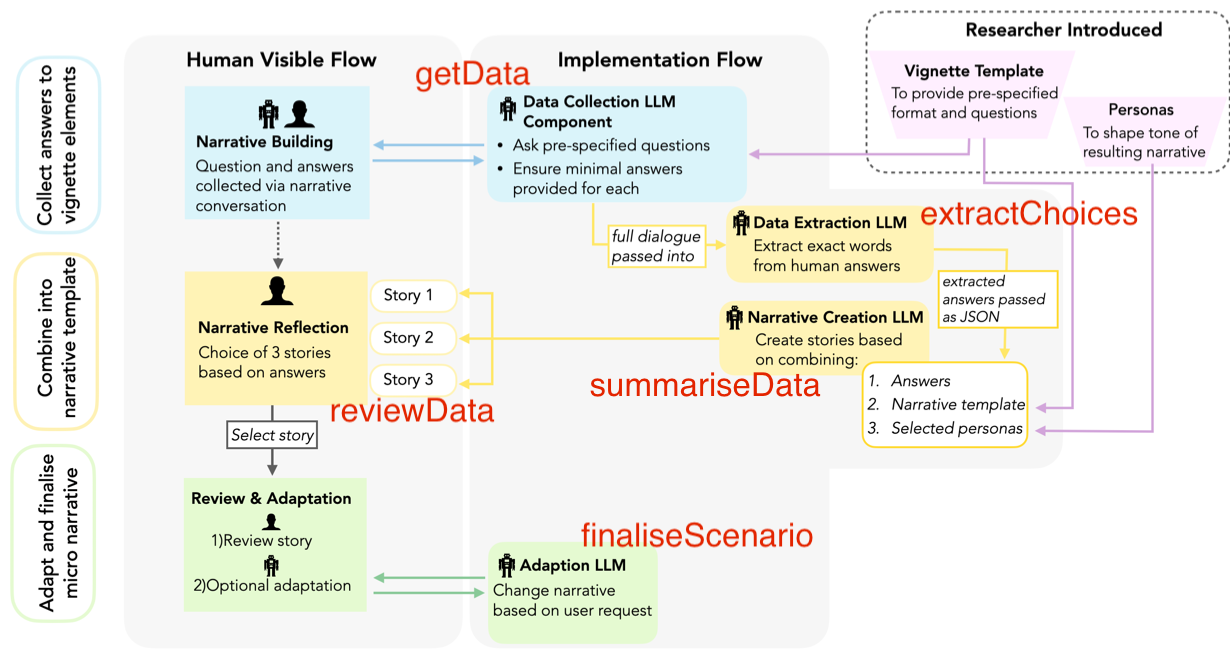 Researcher Introduced
Human Visible Flow
Implementation Flow
getData
Vignette Template
To provide pre-specified
format and questions
Personas
To shape tone of
resulting narrative
Collect answers to
vignette elements
Narrative Building
Question and answers
collected via narrative
conversation
Data Collection LLM
Component
• Ask pre-specified questions
• Ensure minimal answers
provided for each
extractChoices
full dialogue
passed into
Data Extraction LLM
Extract exact words
from human answers
extracted
answers passed
as JSON
Combine into
narrative template
Narrative Reflection
Choice of 3 stories
based on answers
Story 1
Story 2
Story 3
Narrative Creation LLM
Create stories based
on combining:
summariseData
reviewData
1. Answers
2. Narrative template
3. Selected personas
Select story
Adapt and finalise
micro narrative
Review & Adaptation
1)Review story
2)Optional adaptation
finaliseScenario
Adaption LLM
Change narrative
based on user request